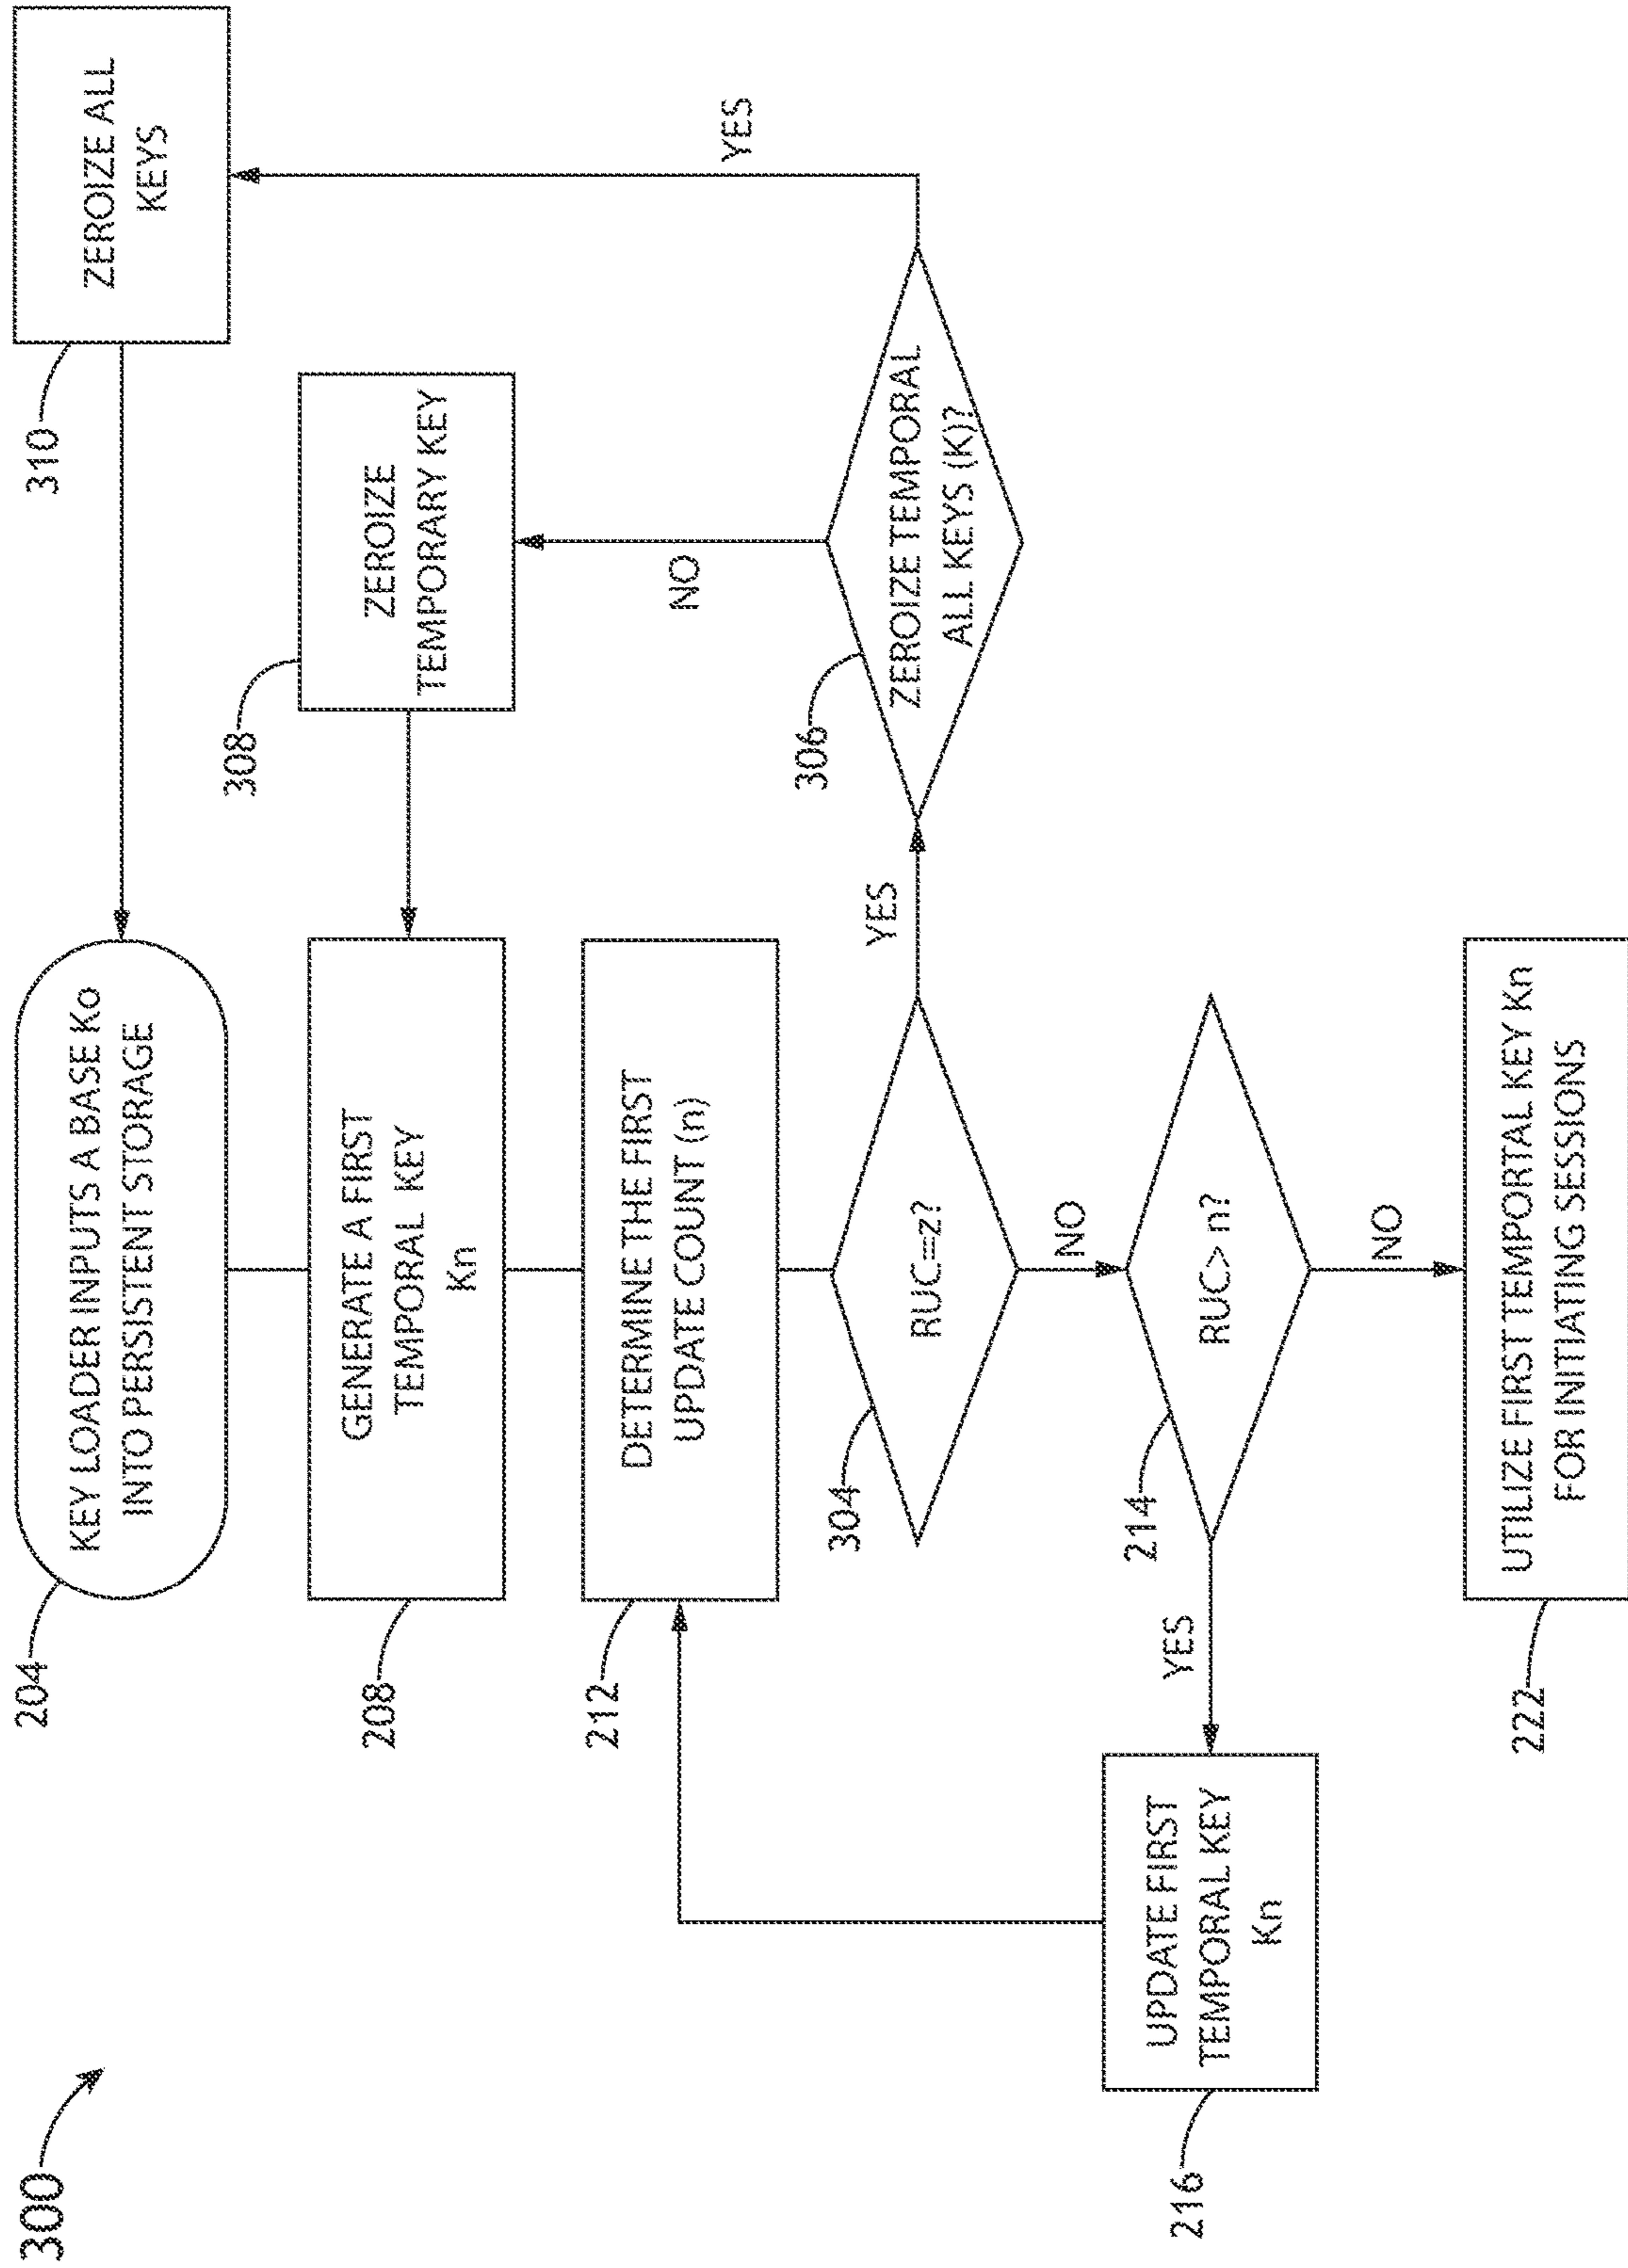 300
204
KEY LOADER INPUTS A BASE Ko
INTO PERSISTENT STORAGE
310
ZEROIZE ALL
KEYS
208
GENERATE A FIRST
TEMPORAL KEY
Kn
308
ZEROIZE
TEMPORARY KEY
212
DETERMINE THE FIRST
UPDATE COUNT (n)
304
RUC=z?
YES
306
ZEROIZE TEMPORAL
ALL KEYS (K)?
NO
YES
NO
214
RUC> n?
YES
216
UPDATE FIRST
TEMPORAL KEY
Kn
NO
222
UTILIZE FIRST TEMPORTAL KEY Kn
FOR INITIATING SESSIONS